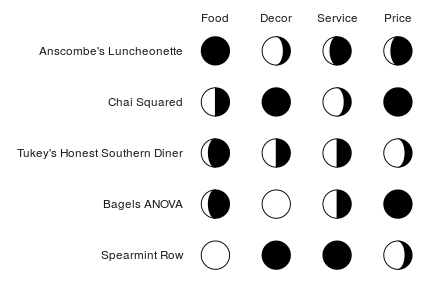 Food Decor Service Price
Anscombe's Luncheonette
Chai Squared
Tukey's Honest Southern Diner
Bagels ANOVA
Spearmint Row